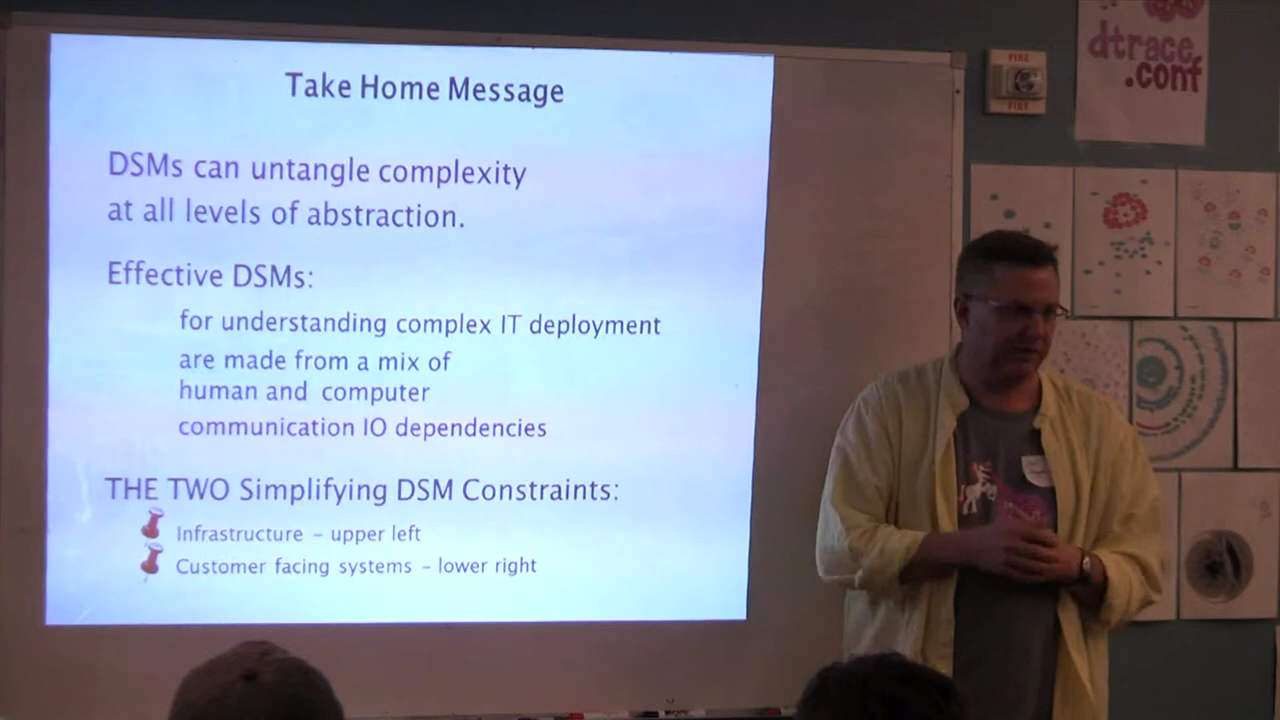 Take Home Message
DSMs can untangle complexity
at all levels of abstraction.
Effective DSMs:
for understanding complex IT deployment
are made from a mix of
human and computer
communication IO dependencies
THE TWO Simplifying DSM Constraints:
Infrastructure – upper left
Customer facing systems – lower right
dtrace
.conf
FIRE
FIRE